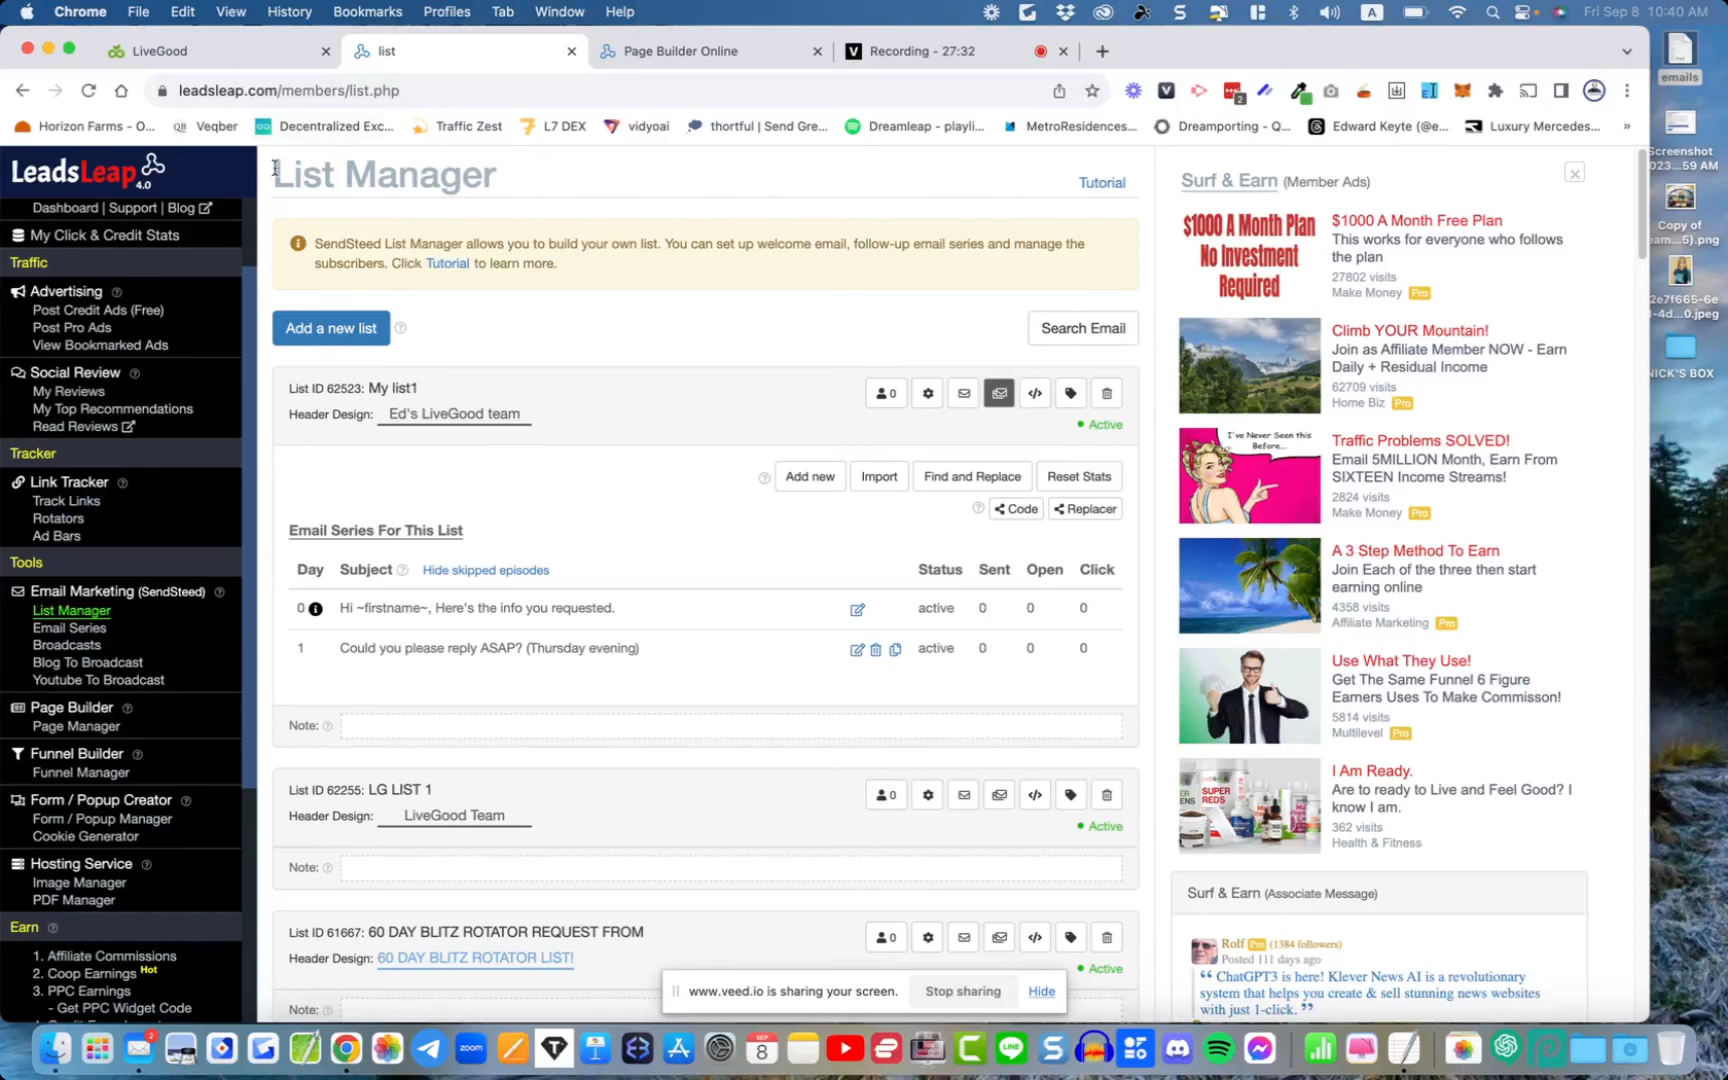 Chrome File Edit View History Bookmarks Profiles Tab Window Help
A
Fri Sep 8 10:40 AM
LiveGood
list
Page Builder Online
V Recording - 27:32
leadsleap.com/members/list.php
2
Horizon Farms - O...
QB Veqber
Decentralized Exc...
Traffic Zest
L7 DEX
vidyoai
thortful | Send Gre...
Dreamleap - playli...
MetroResidences...
Dreamporting - Q...
Edward Keyte (@e...
Luxury Mercedes...
»
emails
Screenshot
Copy of
NICK'S BOX
LeadsLeap 4.0
Dashboard | Support | Blog
My Click & Credit Stats
Traffic
Advertising
Post Credit Ads (Free)
Post Pro Ads
View Bookmarked Ads
Social Review
My Reviews
My Top Recommendations
Read Reviews
Tracker
Link Tracker
Track Links
Rotators
Ad Bars
Tools
Email Marketing (SendSteed)
List Manager
Email Series
Broadcasts
Blog To Broadcast
Youtube To Broadcast
Page Builder
Page Manager
Funnel Builder
Funnel Manager
Form / Popup Creator
Form / Popup Manager
Cookie Generator
Hosting Service
Image Manager
PDF Manager
Earn
1. Affiliate Commissions
2. Coop Earnings Hot
3. PPC Earnings
- Get PPC Widget Code
List Manager
Tutorial
SendSteed List Manager allows you to build your own list. You can set up welcome email, follow-up email series and manage the
subscribers. Click Tutorial to learn more.
Add a new list
Search Email
List ID 62523: My list1
0
Header Design: Ed's LiveGood team
Active
Add new Import Find and Replace Reset Stats
Code Replacer
Email Series For This List
Day Subject Hide skipped episodes Status Sent Open Click
0 Hi ~firstname~, Here's the info you requested. active 0 0 0
1 Could you please reply ASAP? (Thursday evening) active 0 0 0
Note:
List ID 62255: LG LIST 1
0
Header Design: LiveGood Team
Active
Note:
List ID 61667: 60 DAY BLITZ ROTATOR REQUEST FROM
0
Header Design: 60 DAY BLITZ ROTATOR LIST!
Active
Note:
www.veed.io is sharing your screen. Stop sharing Hide
Surf & Earn (Member Ads)
$1000 A Month Plan
No Investment
Required
$1000 A Month Free Plan
This works for everyone who follows
the plan
27802 visits
Make Money Pro
Climb YOUR Mountain!
Join as Affiliate Member NOW - Earn
Daily + Residual Income
62709 visits
Home Biz Pro
I've Never Seen this
Before...
Traffic Problems SOLVED!
Email 5MILLION Month, Earn From
SIXTEEN Income Streams!
2824 visits
Make Money Pro
A 3 Step Method To Earn
Join Each of the three then start
earning online
4358 visits
Affiliate Marketing Pro
Use What They Use!
Get The Same Funnel 6 Figure
Earners Uses To Make Commisson!
5814 visits
Multilevel Pro
SUPER
REDS
I Am Ready.
Are to ready to Live and Feel Good? I
know I am.
362 visits
Health & Fitness
Surf & Earn (Associate Message)
Rolf Pro (1384 followers)
Posted 111 days ago
“ ChatGPT3 is here! Klever News AI is a revolutionary
system that helps you create & sell stunning news websites
with just 1-click. ”
2
zoom
SEP
8
LINE